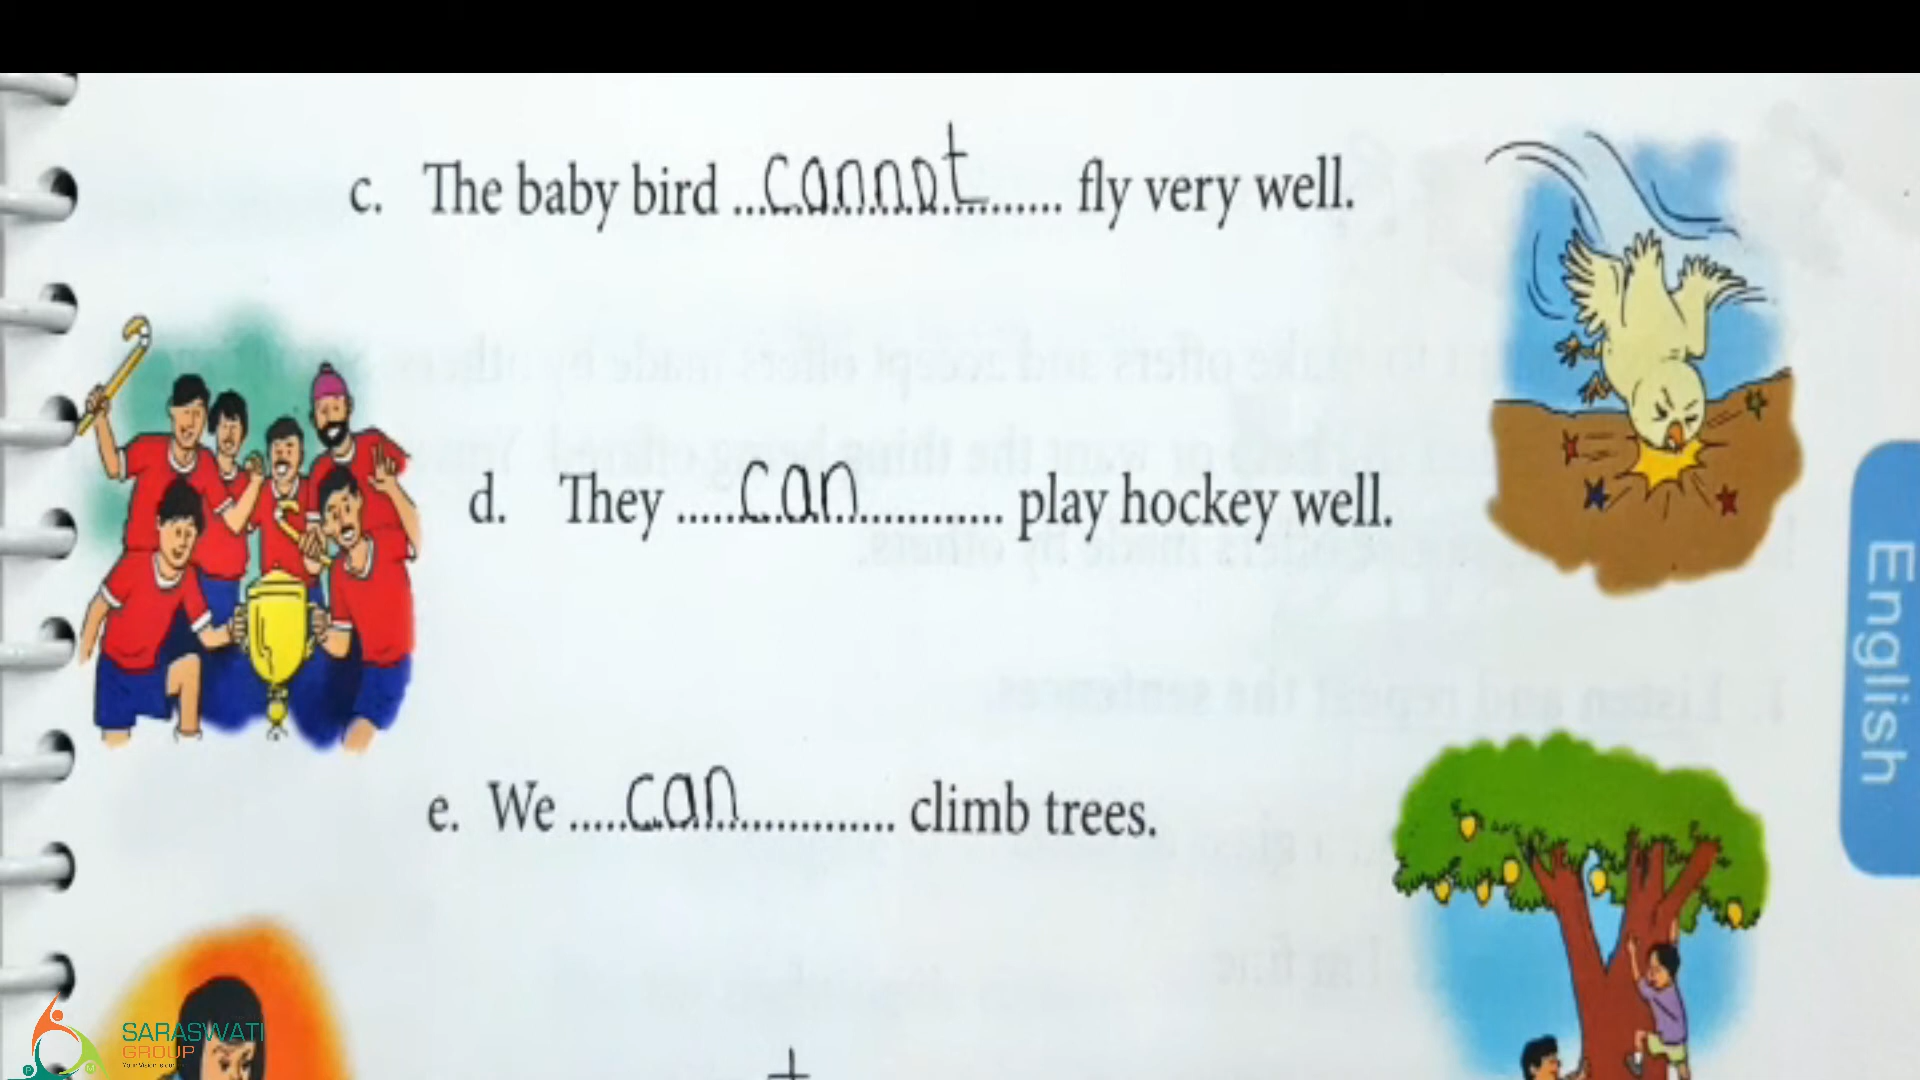 c. The baby bird ...cannot... fly very well.
d. They ...can... play hockey well.
e. We ...can... climb trees.
English
SARASWATI
GROUP